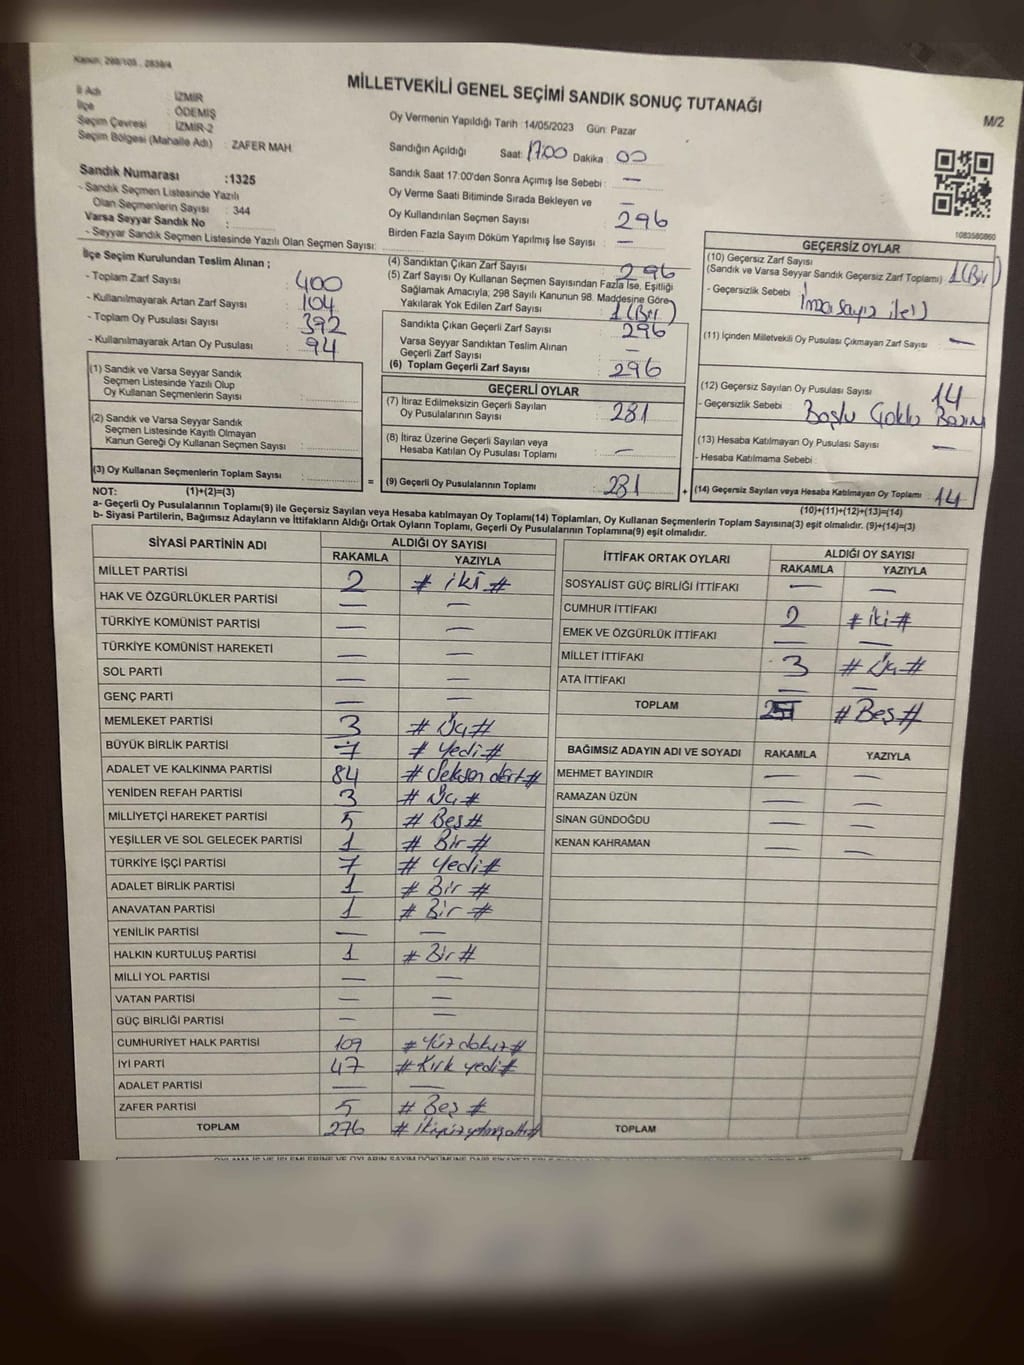 Kanun: 298/105 , 2839/4
MİLLETVEKİLİ GENEL SEÇİMİ SANDIK SONUÇ TUTANAĞI
M/2
İl Adı : İZMİR
İlçe : ÖDEMİŞ
Seçim Çevresi : İZMİR-2
Seçim Bölgesi (Mahalle Adı) : ZAFER MAH
Sandık Numarası :1325
- Sandık Seçmen Listesinde Yazılı
Olan Seçmenlerin Sayısı : 344
Varsa Seyyar Sandık No :
- Seyyar Sandık Seçmen Listesinde Yazılı Olan Seçmen Sayısı:
Oy Vermenin Yapıldığı Tarih :14/05/2023 Gün: Pazar
Sandığın Açıldığı Saat: 17:00 Dakika : 00
Sandık Saat 17:00'den Sonra Açımış İse Sebebi : —
Oy Verme Saati Bitiminde Sırada Bekleyen ve
Oy Kullandırılan Seçmen Sayısı : —
296
Birden Fazla Sayım Döküm Yapılmış İse Sayısı : —
1083580860
İlçe Seçim Kurulundan Teslim Alınan ;
- Toplam Zarf Sayısı : 400
- Kullanılmayarak Artan Zarf Sayısı : 104
- Toplam Oy Pusulası Sayısı : 392
- Kullanılmayarak Artan Oy Pusulası : 94
(1) Sandık ve Varsa Seyyar Sandık
Seçmen Listesinde Yazılı Olup
Oy Kullanan Seçmenlerin Sayısı :
(2) Sandık ve Varsa Seyyar Sandık
Seçmen Listesinde Kayıtlı Olmayan
Kanun Gereği Oy Kullanan Seçmen Sayısı :
(3) Oy Kullanan Seçmenlerin Toplam Sayısı :
(1)+(2)=(3)
(4) Sandıktan Çıkan Zarf Sayısı : 296
(5) Zarf Sayısı Oy Kullanan Seçmen Sayısından Fazla İse, Eşitliği
Sağlamak Amacıyla; 298 Sayılı Kanunun 98. Maddesine Göre
Yakılarak Yok Edilen Zarf Sayısı : 1 (Bir)
Sandıkta Çıkan Geçerli Zarf Sayısı : 296
Varsa Seyyar Sandıktan Teslim Alınan
Geçerli Zarf Sayısı : —
(6) Toplam Geçerli Zarf Sayısı : 296
GEÇERLİ OYLAR
(7) İtiraz Edilmeksizin Geçerli Sayılan
Oy Pusulalarının Sayısı : 281
(8) İtiraz Üzerine Geçerli Sayılan veya
Hesaba Katılan Oy Pusulası Toplamı : —
= (9) Geçerli Oy Pusulalarının Toplamı : 281
GEÇERSİZ OYLAR
(10) Geçersiz Zarf Sayısı
(Sandık ve Varsa Seyyar Sandık Geçersiz Zarf Toplamı) : 1 (Bir)
- Geçersizlik Sebebi :
(11) İçinden Milletvekili Oy Pusulası Çıkmayan Zarf Sayısı : —
(12) Geçersiz Sayılan Oy Pusulası Sayısı : 14
- Geçersizlik Sebebi :
(13) Hesaba Katılmayan Oy Pusulası Sayısı : —
- Hesaba Katılmama Sebebi :
+ (14) Geçersiz Sayılan veya Hesaba Katılmayan Oy Toplamı : 14
(10)+(11)+(12)+(13)=(14)
NOT:
a- Geçerli Oy Pusulalarının Toplamı(9) ile Geçersiz Sayılan veya Hesaba katılmayan Oy Toplamı(14) Toplamları, Oy Kullanan Seçmenlerin Toplam Sayısına(3) eşit olmalıdır. (9)+(14)=(3)
b- Siyasi Partilerin, Bağımsız Adayların ve İttifakların Aldığı Ortak Oyların Toplamı, Geçerli Oy Pusulalarının Toplamına(9) eşit olmalıdır.
SİYASİ PARTİNİN ADI ALDIĞI OY SAYISI
RAKAMLA YAZIYLA
MİLLET PARTİSİ 2 # iki #
HAK VE ÖZGÜRLÜKLER PARTİSİ — —
TÜRKİYE KOMÜNİST PARTİSİ — —
TÜRKİYE KOMÜNİST HAREKETİ — —
SOL PARTİ — —
GENÇ PARTİ — —
MEMLEKET PARTİSİ 3 # Üç #
BÜYÜK BİRLİK PARTİSİ 7 # Yedi #
ADALET VE KALKINMA PARTİSİ 84 # Seksen dört #
YENİDEN REFAH PARTİSİ 3 # Üç #
MİLLİYETÇİ HAREKET PARTİSİ 5 # Beş #
YEŞİLLER VE SOL GELECEK PARTİSİ 1 # Bir #
TÜRKİYE İŞÇİ PARTİSİ 7 # Yedi #
ADALET BİRLİK PARTİSİ 1 # Bir #
ANAVATAN PARTİSİ 1 # Bir #
YENİLİK PARTİSİ — —
HALKIN KURTULUŞ PARTİSİ 1 # Bir #
MİLLİ YOL PARTİSİ — —
VATAN PARTİSİ — —
GÜÇ BİRLİĞİ PARTİSİ — —
CUMHURİYET HALK PARTİSİ 109 # Yüz dokuz #
İYİ PARTİ 47 # Kırk yedi #
ADALET PARTİSİ — —
ZAFER PARTİSİ 5 # Beş #
TOPLAM 276 # ikiyüzyetmişaltı #
İTTİFAK ORTAK OYLARI ALDIĞI OY SAYISI
RAKAMLA YAZIYLA
SOSYALİST GÜÇ BİRLİĞİ İTTİFAKI — —
CUMHUR İTTİFAKI 2 # iki #
EMEK VE ÖZGÜRLÜK İTTİFAKI — —
MİLLET İTTİFAKI 3 # Üç #
ATA İTTİFAKI — —
TOPLAM # Beş #
BAĞIMSIZ ADAYIN ADI VE SOYADI RAKAMLA YAZIYLA
MEHMET BAYINDIR — —
RAMAZAN ÜZÜN — —
SİNAN GÜNDOĞDU — —
KENAN KAHRAMAN — —
TOPLAM